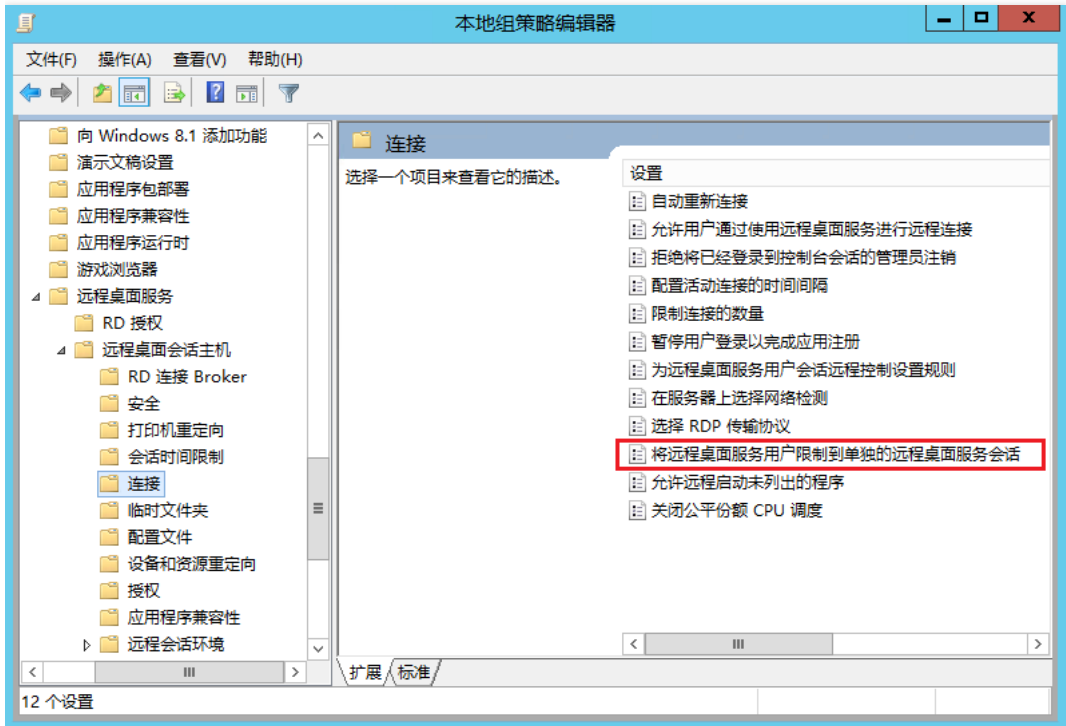 本地组策略编辑器
文件(F) 操作(A) 查看(V) 帮助(H)
向 Windows 8.1 添加功能
演示文稿设置
应用程序包部署
应用程序兼容性
应用程序运行时
游戏浏览器
远程桌面服务
RD 授权
远程桌面会话主机
RD 连接 Broker
安全
打印机重定向
会话时间限制
连接
临时文件夹
配置文件
设备和资源重定向
授权
应用程序兼容性
远程会话环境
连接
选择一个项目来查看它的描述。
设置
自动重新连接
允许用户通过使用远程桌面服务进行远程连接
拒绝将已经登录到控制台会话的管理员注销
配置活动连接的时间间隔
限制连接的数量
暂停用户登录以完成应用注册
为远程桌面服务用户会话远程控制设置规则
在服务器上选择网络检测
选择 RDP 传输协议
将远程桌面服务用户限制到单独的远程桌面服务会话
允许远程启动未列出的程序
关闭公平份额 CPU 调度
扩展 标准
12 个设置